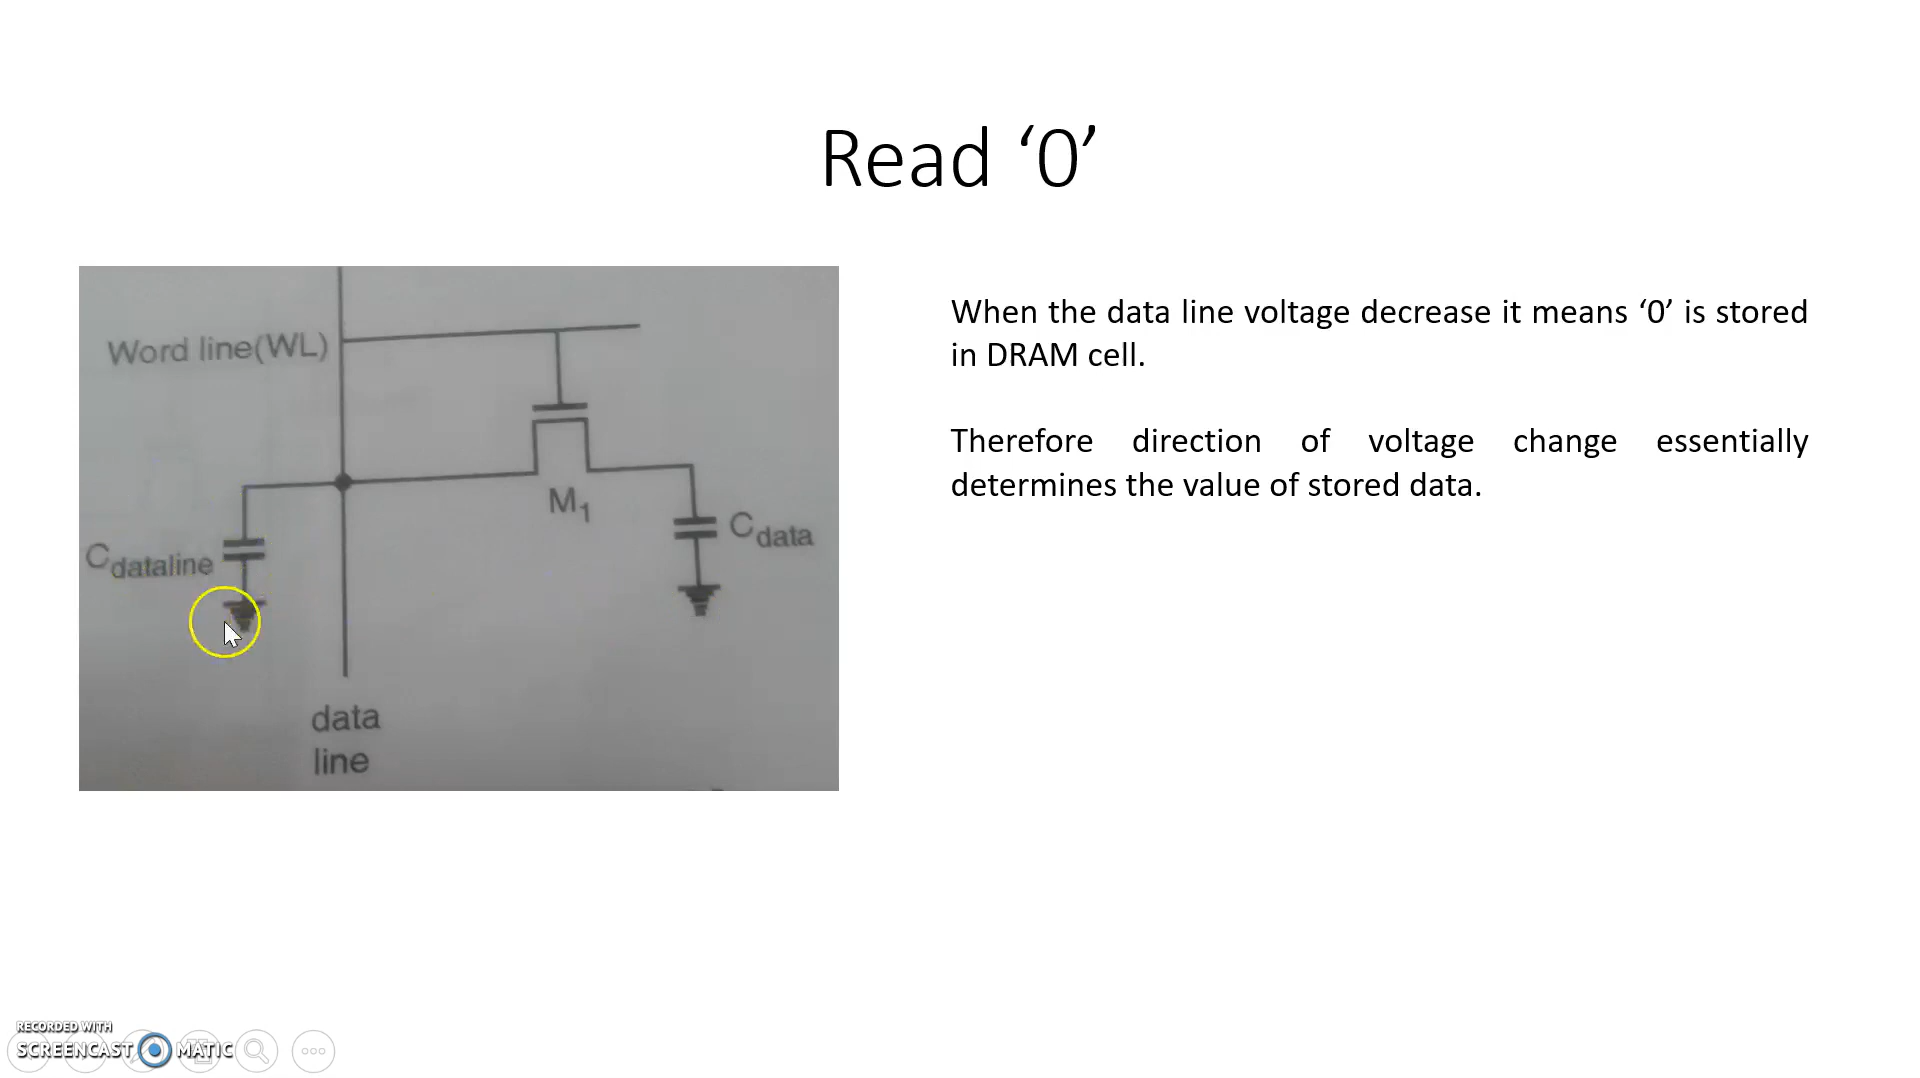 Read ‘0’
Word line(WL)
M1
Cdataline
Cdata
data
line
When the data line voltage decrease it means ‘0’ is stored
in DRAM cell.
Therefore direction of voltage change essentially
determines the value of stored data.
RECORDED WITH
SCREENCAST MATIC